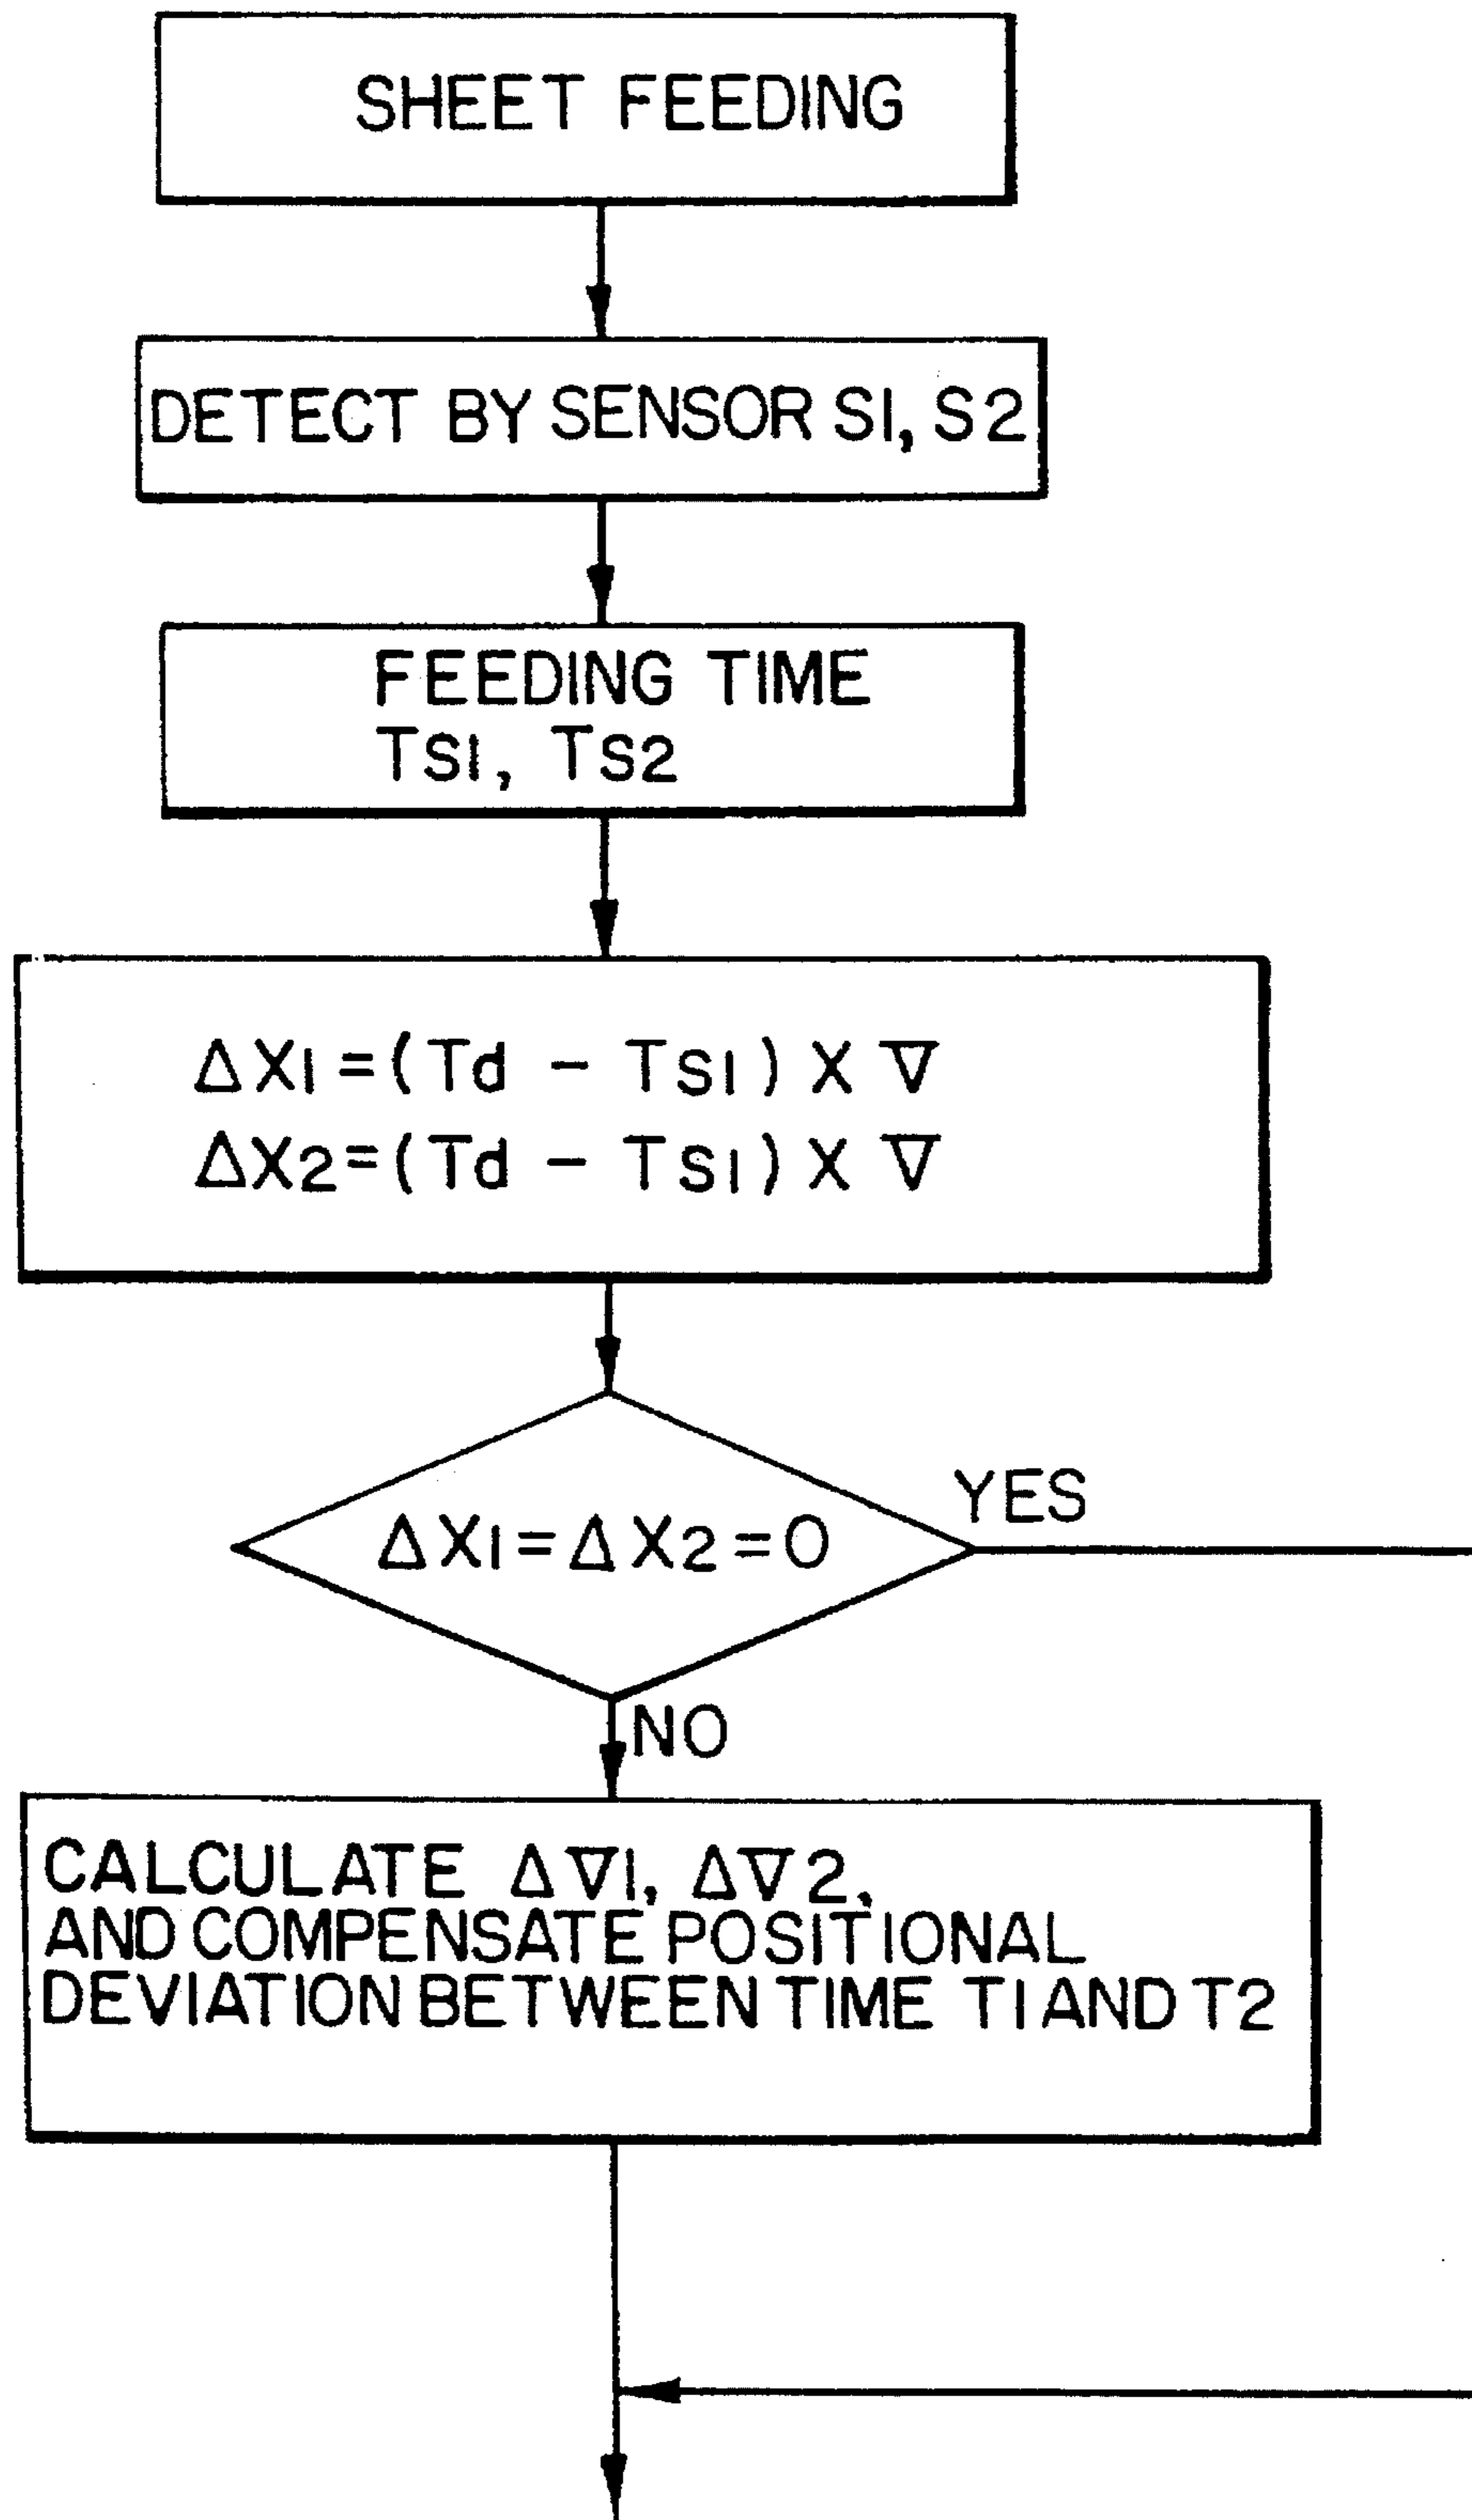 SHEET FEEDING
DETECT BY SENSOR S1, S2
FEEDING TIME
TS1, TS2
ΔX1=(Td - TS1) X V
ΔX2=(Td - TS1) X V
ΔX1=ΔX2=0
YES
NO
CALCULATE ΔV1, ΔV2,
AND COMPENSATE POSITIONAL
DEVIATION BETWEEN TIME T1 AND T2